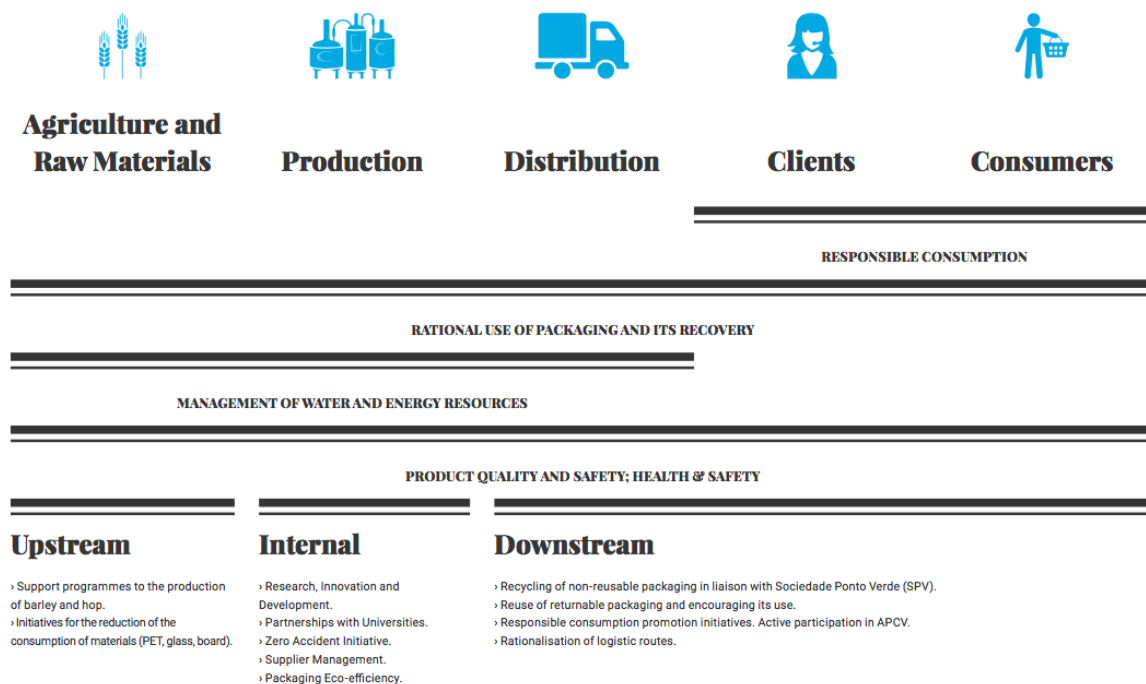 Agriculture and
Raw Materials
Production
Distribution
Clients
Consumers
RESPONSIBLE CONSUMPTION
RATIONAL USE OF PACKAGING AND ITS RECOVERY
MANAGEMENT OF WATER AND ENERGY RESOURCES
PRODUCT QUALITY AND SAFETY; HEALTH & SAFETY
Upstream
› Support programmes to the production
of barley and hop.
› Initiatives for the reduction of the
consumption of materials (PET, glass, board).
Internal
› Research, Innovation and
Development.
› Partnerships with Universities.
› Zero Accident Initiative.
› Supplier Management.
› Packaging Eco-efficiency.
Downstream
› Recycling of non-reusable packaging in liaison with Sociedade Ponto Verde (SPV).
› Reuse of returnable packaging and encouraging its use.
› Responsible consumption promotion initiatives. Active participation in APCV.
› Rationalisation of logistic routes.